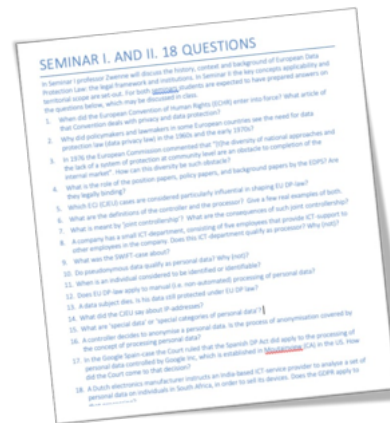 SEMINAR I. AND II. 18 QUESTIONS
In Seminar I professor Zwenne will discuss the history, context and background of European Data
Protection Law: the legal framework and institutions. In Seminar II the key concepts applicability and
territorial scope are set out. For both seminars students are expected to have prepared answers on
the questions below, which may be discussed in class.
1. When did the European Convention of Human Rights (ECHR) enter into force? What article of
that Convention deals with privacy and data protection?
2. Why did policymakers and lawmakers in some European countries see the need for data
protection law (data privacy law) in the 1960s and the early 1970s?
3. In 1976 the European Commission commented that "[t]he diversity of national approaches and
the lack of a system of protection at community level are an obstacle to completion of the
internal market". How can this diversity be such obstacle?
4. What is the role of the position papers, policy papers, and background papers by the EDPS? Are
they legally binding?
5. Which ECJ (CJEU) cases are considered particularly influential in shaping EU DP-law?
6. What are the definitions of the controller and the processor? Give a few real examples of both.
7. What is meant by 'joint controllership'? What are the consequences of such joint controllership?
8. A company has a small ICT-department, consisting of five employees that provide ICT-support to
other employees in the company. Does this ICT-department qualify as processor? Why (not)?
9. What was the SWIFT-case about?
10. Do pseudonymous data qualify as personal data? Why (not)?
11. When is an individual considered to be identified or identifiable?
12. Does EU DP-law apply to manual (i.e. non automated) processing of personal data?
13. A data subject dies. Is his data still protected under EU DP law?
14. What did the CJEU say about IP-addresses?
15. What are 'special data' or 'special categories of personal data'?
16. A controller decides to anonymise a personal data. Is the process of anonymisation covered by
the concept of processing personal data?
17. In the Google Spain-case the Court ruled that the Spanish DP Act did apply to the processing of
personal data controlled by Google Inc, which is established in (CA) in the US. How
did the Court come to that decision?
18. A Dutch electronics manufacturer instructs an India-based ICT-service provider to analyse a set of
personal data on individuals in South Africa, in order to sell its devices. Does the GDPR apply to